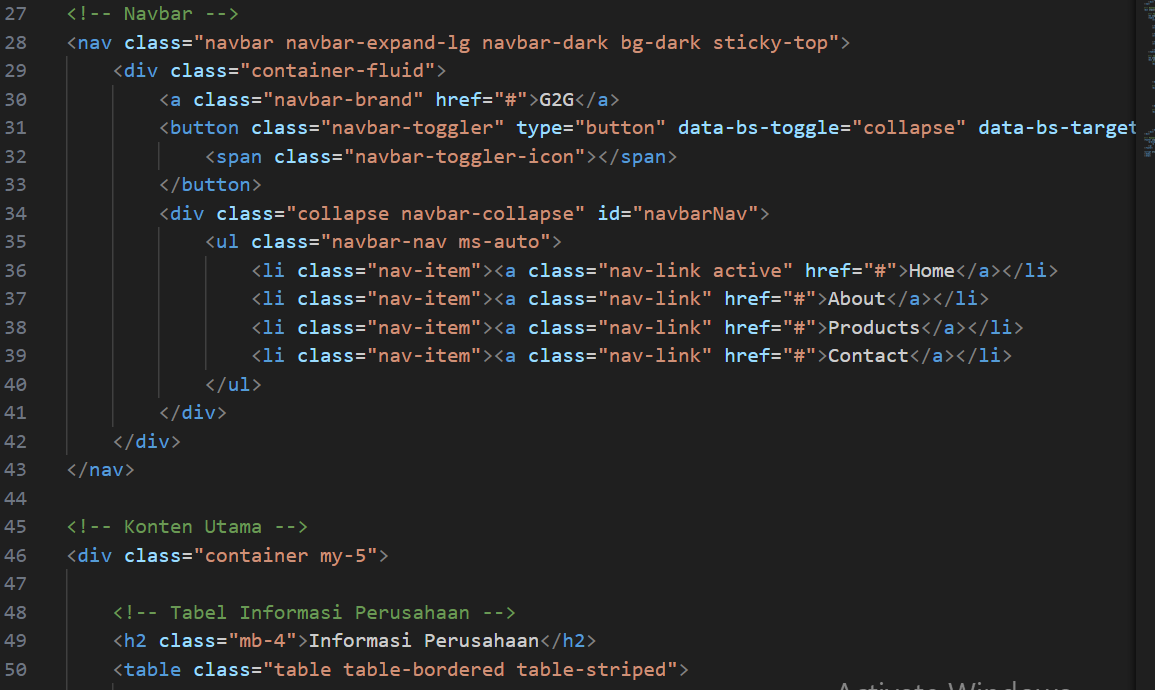 27 <!-- Navbar -->
28 <nav class="navbar navbar-expand-lg navbar-dark bg-dark sticky-top">
29 <div class="container-fluid">
30 <a class="navbar-brand" href="#">G2G</a>
31 <button class="navbar-toggler" type="button" data-bs-toggle="collapse" data-bs-target
32 <span class="navbar-toggler-icon"></span>
33 </button>
34 <div class="collapse navbar-collapse" id="navbarNav">
35 <ul class="navbar-nav ms-auto">
36 <li class="nav-item"><a class="nav-link active" href="#">Home</a></li>
37 <li class="nav-item"><a class="nav-link" href="#">About</a></li>
38 <li class="nav-item"><a class="nav-link" href="#">Products</a></li>
39 <li class="nav-item"><a class="nav-link" href="#">Contact</a></li>
40 </ul>
41 </div>
42 </div>
43 </nav>
44
45 <!-- Konten Utama -->
46 <div class="container my-5">
47
48 <!-- Tabel Informasi Perusahaan -->
49 <h2 class="mb-4">Informasi Perusahaan</h2>
50 <table class="table table-bordered table-striped">
Activate Windows